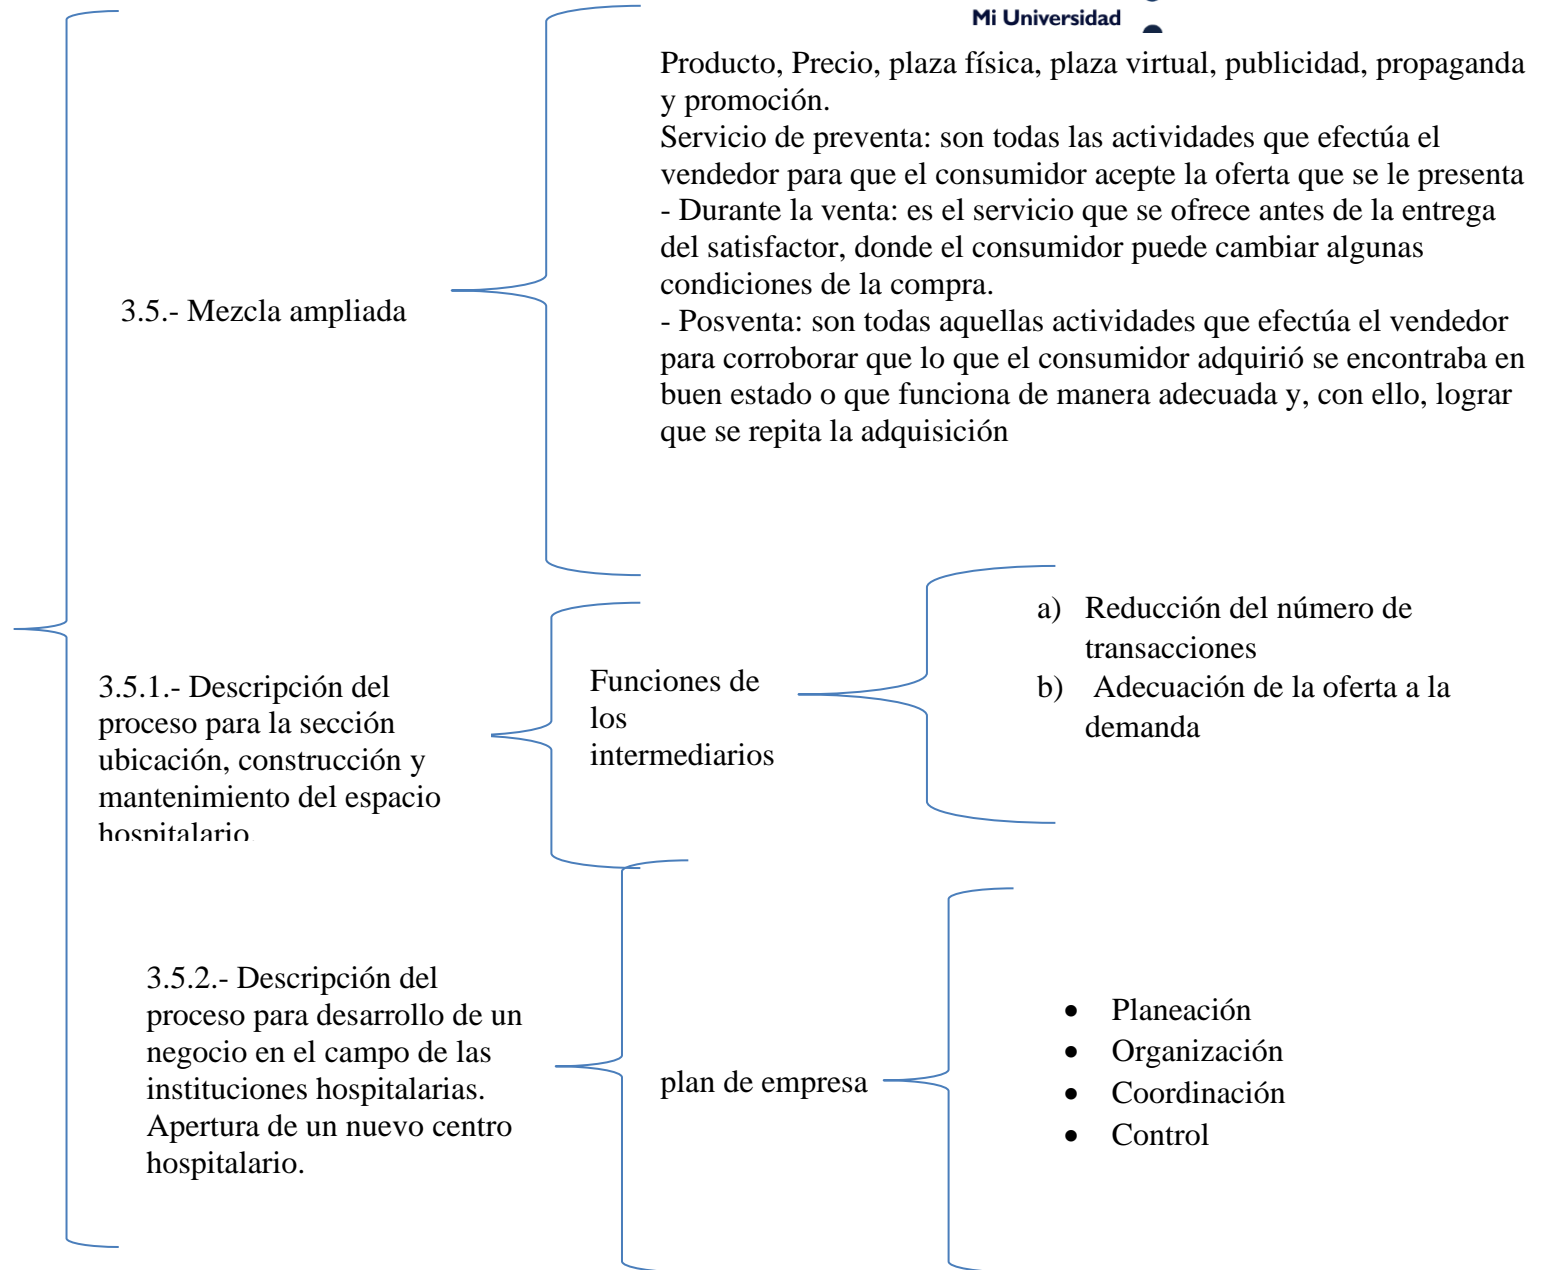 Mi Universidad
Producto, Precio, plaza física, plaza virtual, publicidad, propaganda
y promoción.
Servicio de preventa: son todas las actividades que efectúa el
vendedor para que el consumidor acepte la oferta que se le presenta
- Durante la venta: es el servicio que se ofrece antes de la entrega
del satisfactor, donde el consumidor puede cambiar algunas
condiciones de la compra.
- Posventa: son todas aquellas actividades que efectúa el vendedor
para corroborar que lo que el consumidor adquirió se encontraba en
buen estado o que funciona de manera adecuada y, con ello, lograr
que se repita la adquisición
3.5.- Mezcla ampliada
3.5.1.- Descripción del
proceso para la sección
ubicación, construcción y
mantenimiento del espacio
hospitalario.
Funciones de
los
intermediarios
a) Reducción del número de
transacciones
b) Adecuación de la oferta a la
demanda
3.5.2.- Descripción del
proceso para desarrollo de un
negocio en el campo de las
instituciones hospitalarias.
Apertura de un nuevo centro
hospitalario.
plan de empresa
• Planeación
• Organización
• Coordinación
• Control